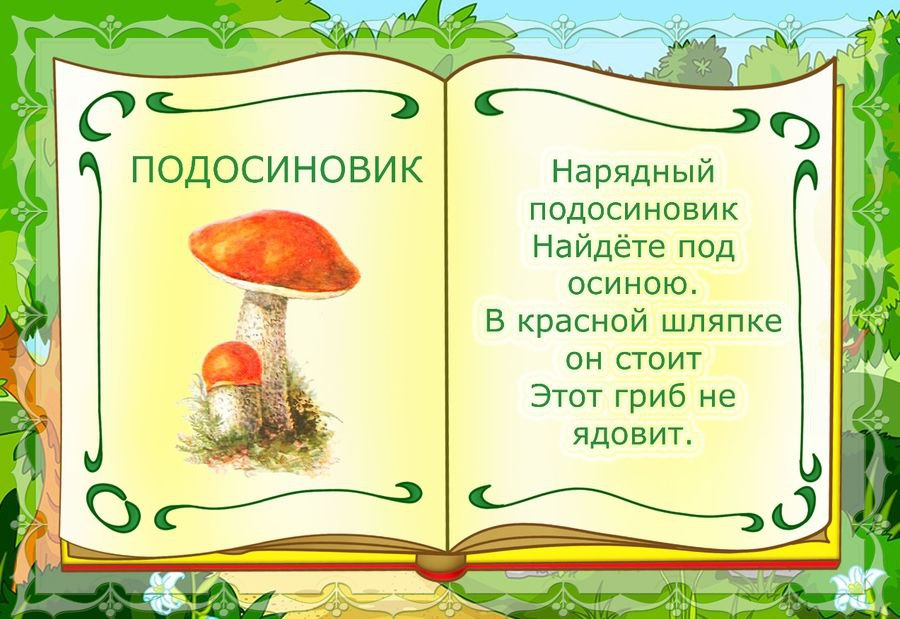 ПОДОСИНОВИК
Нарядный
подосиновик
Найдёте под
осиною.
В красной шляпке
он стоит
Этот гриб не
ядовит.